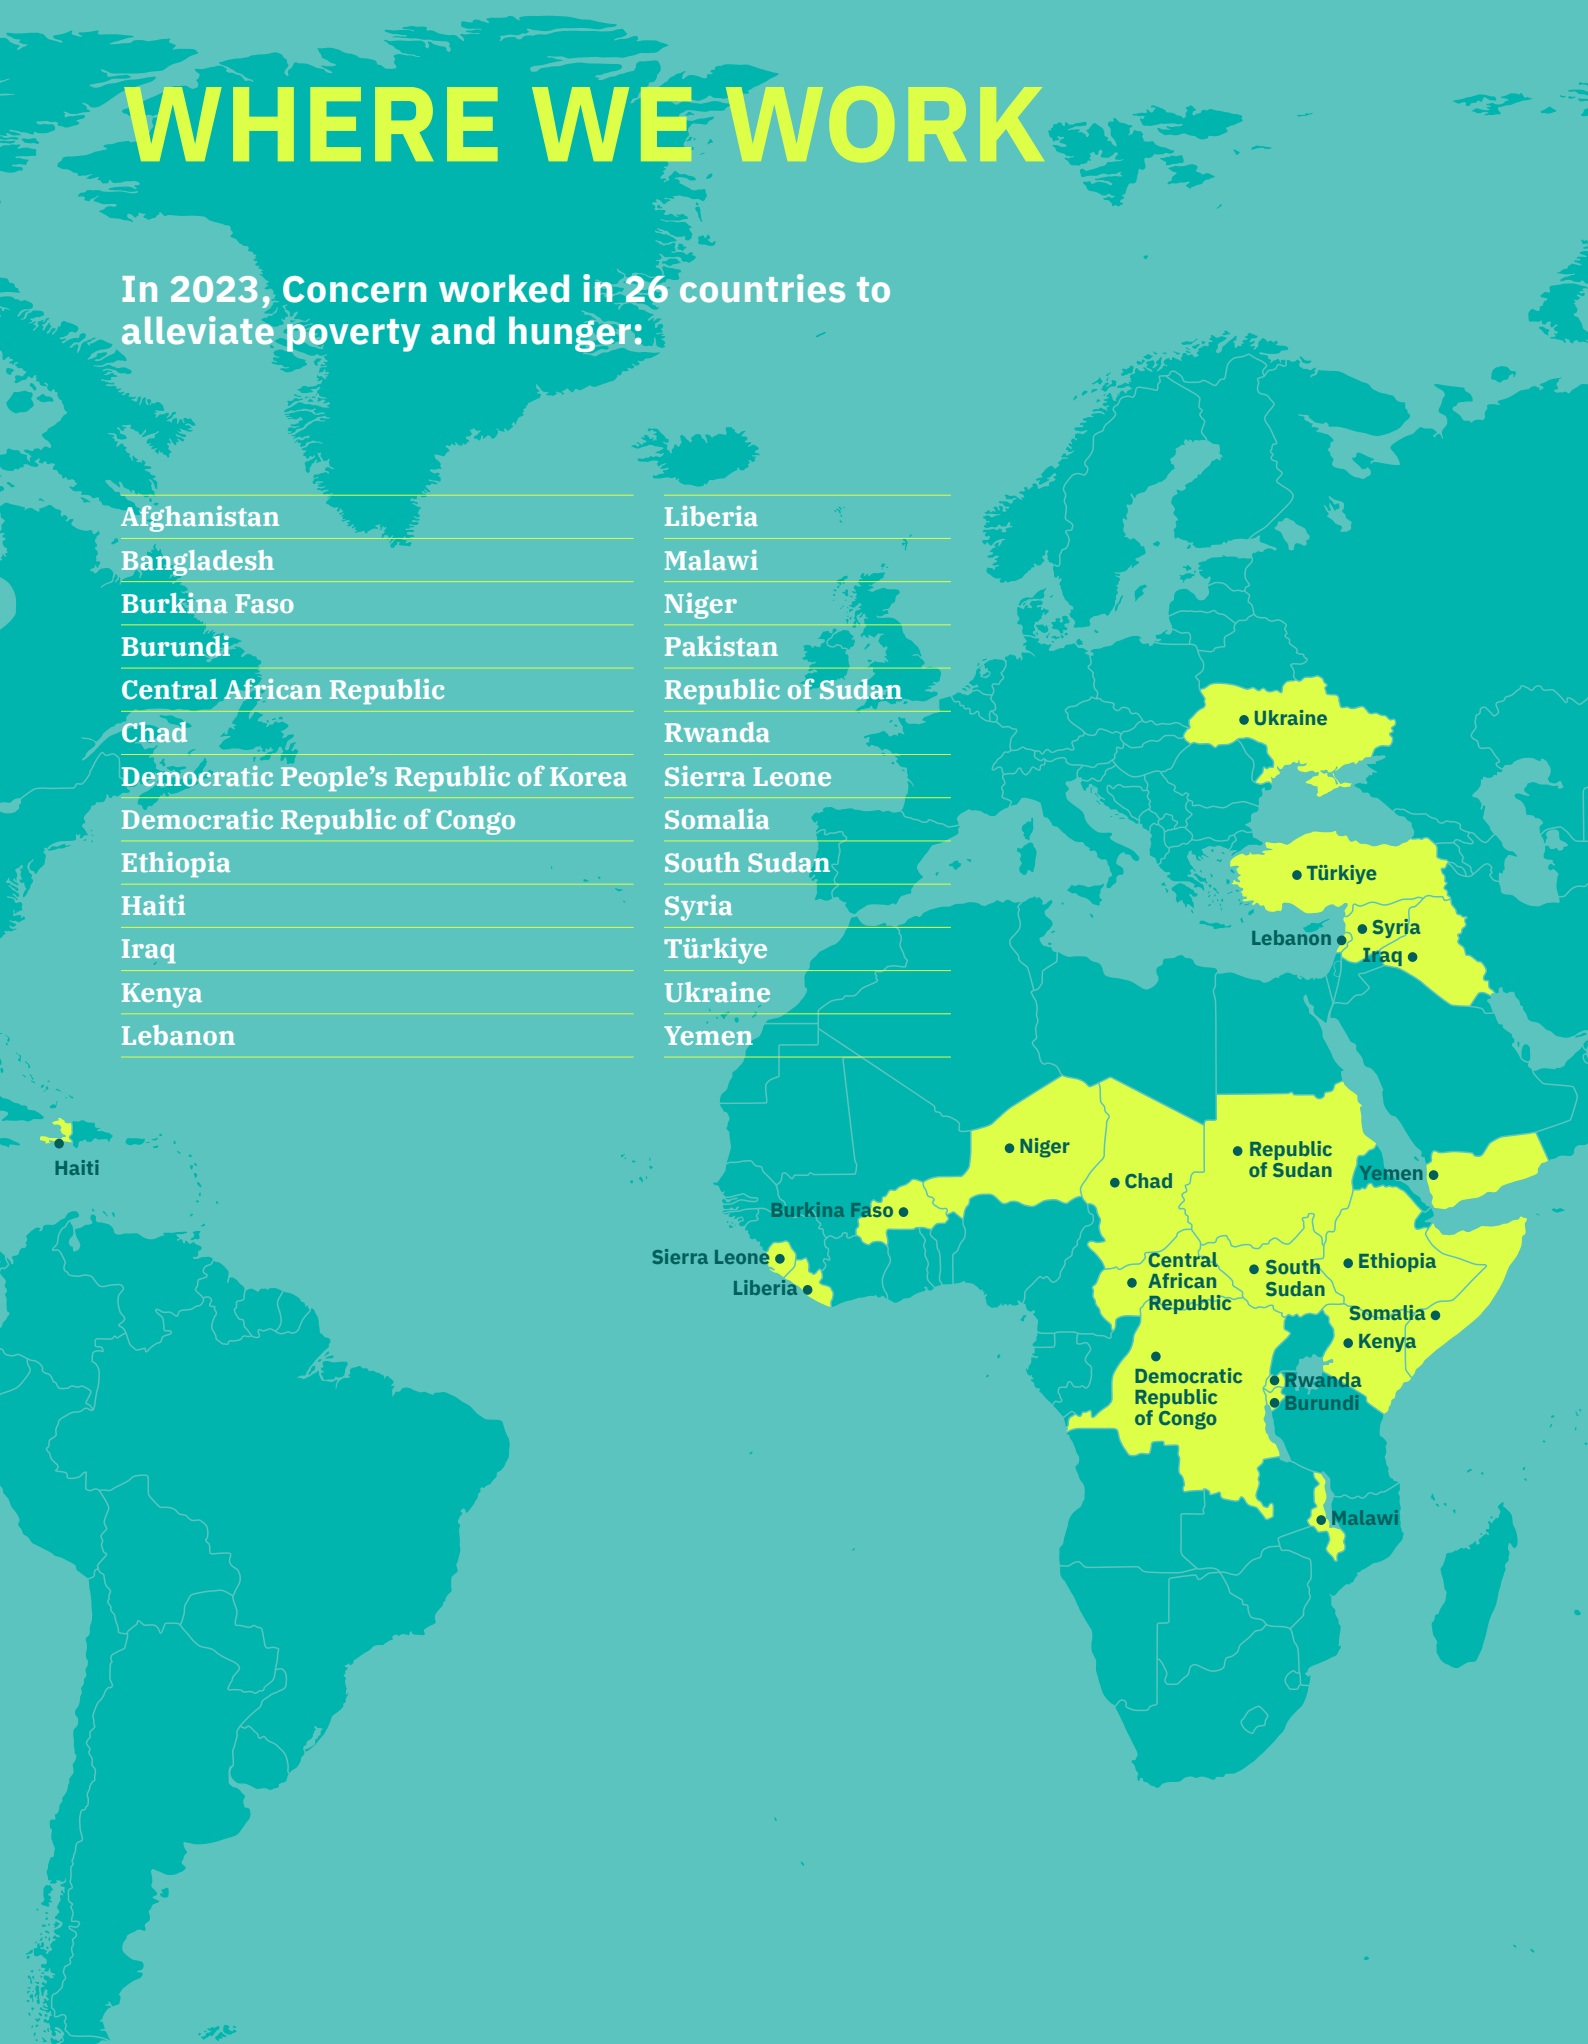 WHERE WE WORK
In 2023, Concern worked in 26 countries to
alleviate poverty and hunger:
Afghanistan
Bangladesh
Burkina Faso
Burundi
Central African Republic
Chad
Democratic People’s Republic of Korea
Democratic Republic of Congo
Ethiopia
Haiti
Iraq
Kenya
Lebanon
Liberia
Malawi
Niger
Pakistan
Republic of Sudan
Rwanda
Sierra Leone
Somalia
South Sudan
Syria
Türkiye
Ukraine
Yemen
Ukraine
Türkiye
Syria
Lebanon
Iraq
Haiti
Niger
Chad
Republic
of Sudan
Yemen
Burkina Faso
Sierra Leone
Liberia
Central
African
Republic
South
Sudan
Ethiopia
Somalia
Kenya
Democratic
Republic
of Congo
Rwanda
Burundi
Malawi